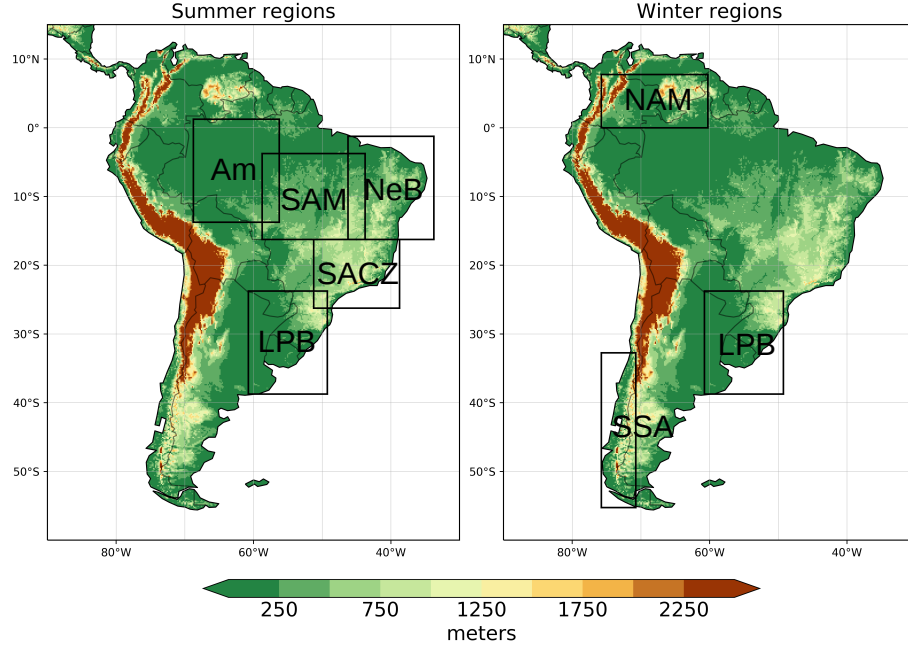 Summer regions
Winter regions
10°N
0°
10°S
20°S
30°S
40°S
50°S
80°W
60°W
40°W
Am
SAM
NeB
SACZ
LPB
10°N
0°
10°S
20°S
30°S
40°S
50°S
80°W
60°W
40°W
NAM
LPB
SSA
250
750
1250
1750
2250
meters